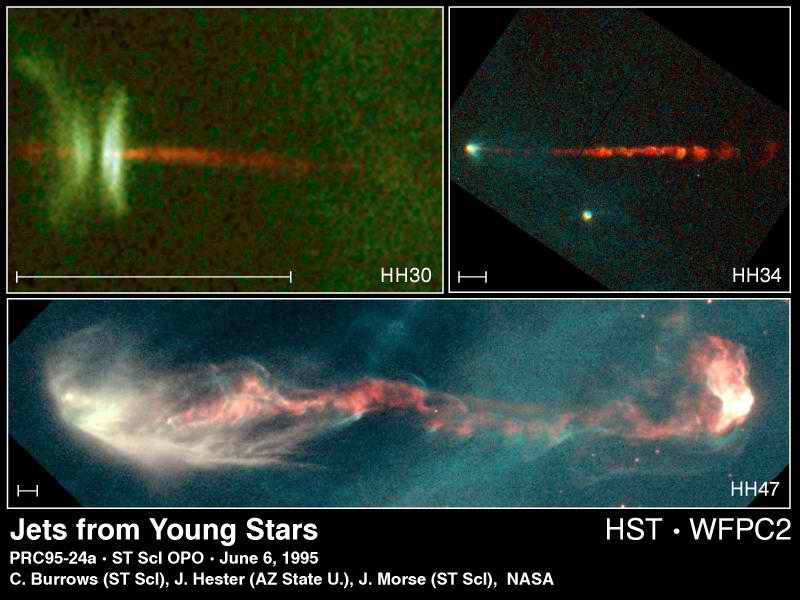 HH30
HH34
HH47
Jets from Young Stars
HST · WFPC2
PRC95-24a · ST ScI OPO · June 6, 1995
C. Burrows (ST ScI), J. Hester (AZ State U.), J. Morse (ST ScI), NASA